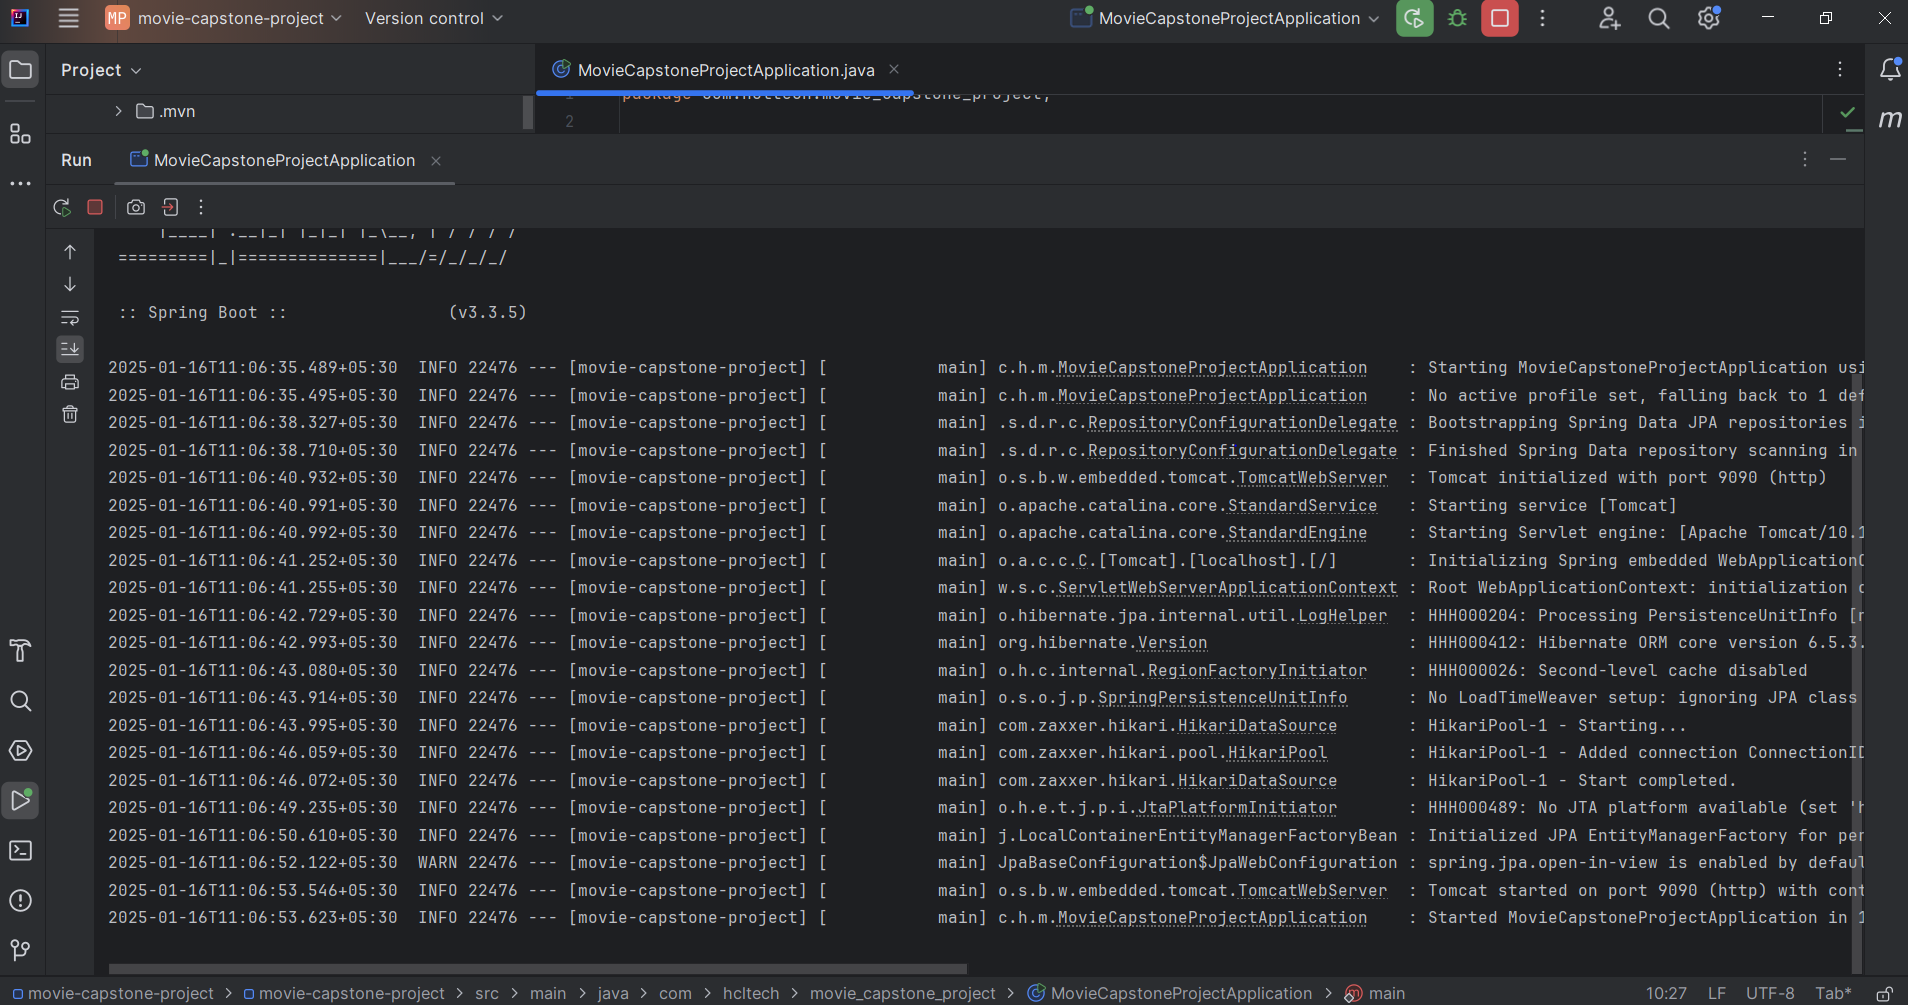 MP movie-capstone-project Version control MovieCapstoneProjectApplication
Project MovieCapstoneProjectApplication.java
.mvn
2
Run MovieCapstoneProjectApplication
=========|_|==============|___/=/_/_/_/
:: Spring Boot :: (v3.3.5)
2025-01-16T11:06:35.489+05:30 INFO 22476 --- [movie-capstone-project] [ main] c.h.m.MovieCapstoneProjectApplication : Starting MovieCapstoneProjectApplication usi
2025-01-16T11:06:35.495+05:30 INFO 22476 --- [movie-capstone-project] [ main] c.h.m.MovieCapstoneProjectApplication : No active profile set, falling back to 1 def
2025-01-16T11:06:38.327+05:30 INFO 22476 --- [movie-capstone-project] [ main] .s.d.r.c.RepositoryConfigurationDelegate : Bootstrapping Spring Data JPA repositories i
2025-01-16T11:06:38.710+05:30 INFO 22476 --- [movie-capstone-project] [ main] .s.d.r.c.RepositoryConfigurationDelegate : Finished Spring Data repository scanning in
2025-01-16T11:06:40.932+05:30 INFO 22476 --- [movie-capstone-project] [ main] o.s.b.w.embedded.tomcat.TomcatWebServer : Tomcat initialized with port 9090 (http)
2025-01-16T11:06:40.991+05:30 INFO 22476 --- [movie-capstone-project] [ main] o.apache.catalina.core.StandardService : Starting service [Tomcat]
2025-01-16T11:06:40.992+05:30 INFO 22476 --- [movie-capstone-project] [ main] o.apache.catalina.core.StandardEngine : Starting Servlet engine: [Apache Tomcat/10.1
2025-01-16T11:06:41.252+05:30 INFO 22476 --- [movie-capstone-project] [ main] o.a.c.c.C.[Tomcat].[localhost].[/] : Initializing Spring embedded WebApplicationC
2025-01-16T11:06:41.255+05:30 INFO 22476 --- [movie-capstone-project] [ main] w.s.c.ServletWebServerApplicationContext : Root WebApplicationContext: initialization c
2025-01-16T11:06:42.729+05:30 INFO 22476 --- [movie-capstone-project] [ main] o.hibernate.jpa.internal.util.LogHelper : HHH000204: Processing PersistenceUnitInfo [n
2025-01-16T11:06:42.993+05:30 INFO 22476 --- [movie-capstone-project] [ main] org.hibernate.Version : HHH000412: Hibernate ORM core version 6.5.3.
2025-01-16T11:06:43.080+05:30 INFO 22476 --- [movie-capstone-project] [ main] o.h.c.internal.RegionFactoryInitiator : HHH000026: Second-level cache disabled
2025-01-16T11:06:43.914+05:30 INFO 22476 --- [movie-capstone-project] [ main] o.s.o.j.p.SpringPersistenceUnitInfo : No LoadTimeWeaver setup: ignoring JPA class
2025-01-16T11:06:43.995+05:30 INFO 22476 --- [movie-capstone-project] [ main] com.zaxxer.hikari.HikariDataSource : HikariPool-1 - Starting...
2025-01-16T11:06:46.059+05:30 INFO 22476 --- [movie-capstone-project] [ main] com.zaxxer.hikari.pool.HikariPool : HikariPool-1 - Added connection ConnectionID
2025-01-16T11:06:46.072+05:30 INFO 22476 --- [movie-capstone-project] [ main] com.zaxxer.hikari.HikariDataSource : HikariPool-1 - Start completed.
2025-01-16T11:06:49.235+05:30 INFO 22476 --- [movie-capstone-project] [ main] o.h.e.t.j.p.i.JtaPlatformInitiator : HHH000489: No JTA platform available (set 'h
2025-01-16T11:06:50.610+05:30 INFO 22476 --- [movie-capstone-project] [ main] j.LocalContainerEntityManagerFactoryBean : Initialized JPA EntityManagerFactory for per
2025-01-16T11:06:52.122+05:30 WARN 22476 --- [movie-capstone-project] [ main] JpaBaseConfiguration$JpaWebConfiguration : spring.jpa.open-in-view is enabled by defaul
2025-01-16T11:06:53.546+05:30 INFO 22476 --- [movie-capstone-project] [ main] o.s.b.w.embedded.tomcat.TomcatWebServer : Tomcat started on port 9090 (http) with cont
2025-01-16T11:06:53.623+05:30 INFO 22476 --- [movie-capstone-project] [ main] c.h.m.MovieCapstoneProjectApplication : Started MovieCapstoneProjectApplication in 1
movie-capstone-project > movie-capstone-project > src > main > java > com > hcltech > movie_capstone_project > MovieCapstoneProjectApplication > main 10:27 LF UTF-8 Tab*